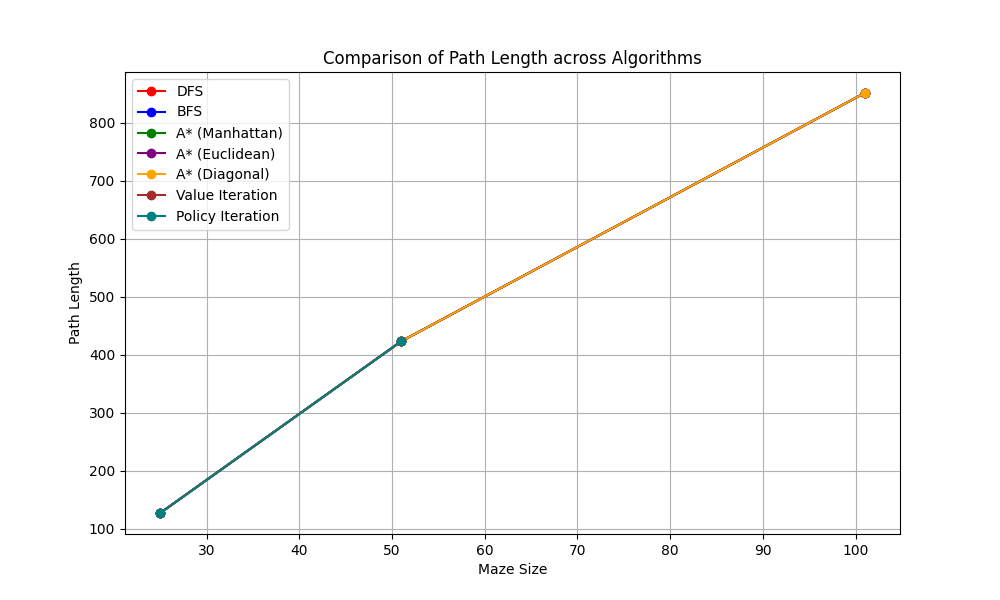 Comparison of Path Length across Algorithms
DFS
BFS
A* (Manhattan)
A* (Euclidean)
A* (Diagonal)
Value Iteration
Policy Iteration
Path Length
800
700
600
500
400
300
200
100
30 40 50 60 70 80 90 100
Maze Size